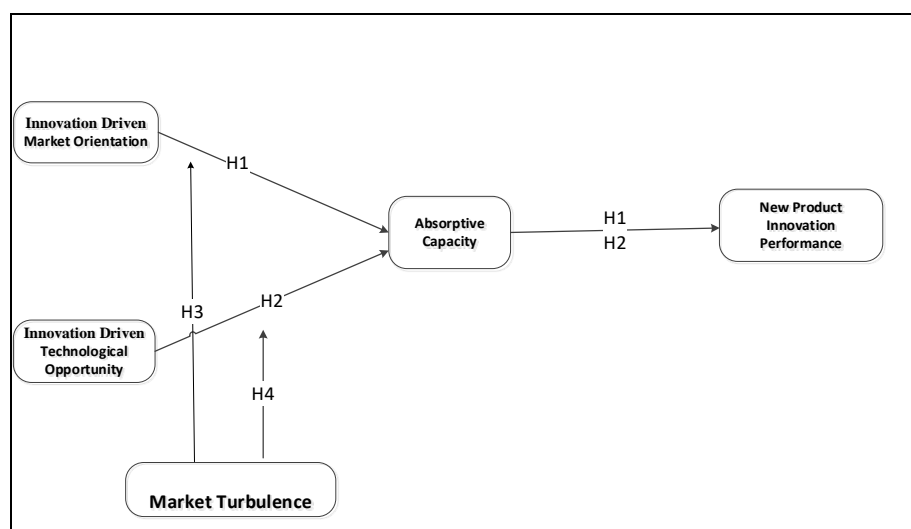 Innovation Driven
Market Orientation
H1
Absorptive
Capacity
H1
H2
New Product
Innovation
Performance
H2
H3
Innovation Driven
Technological
Opportunity
H4
Market Turbulence